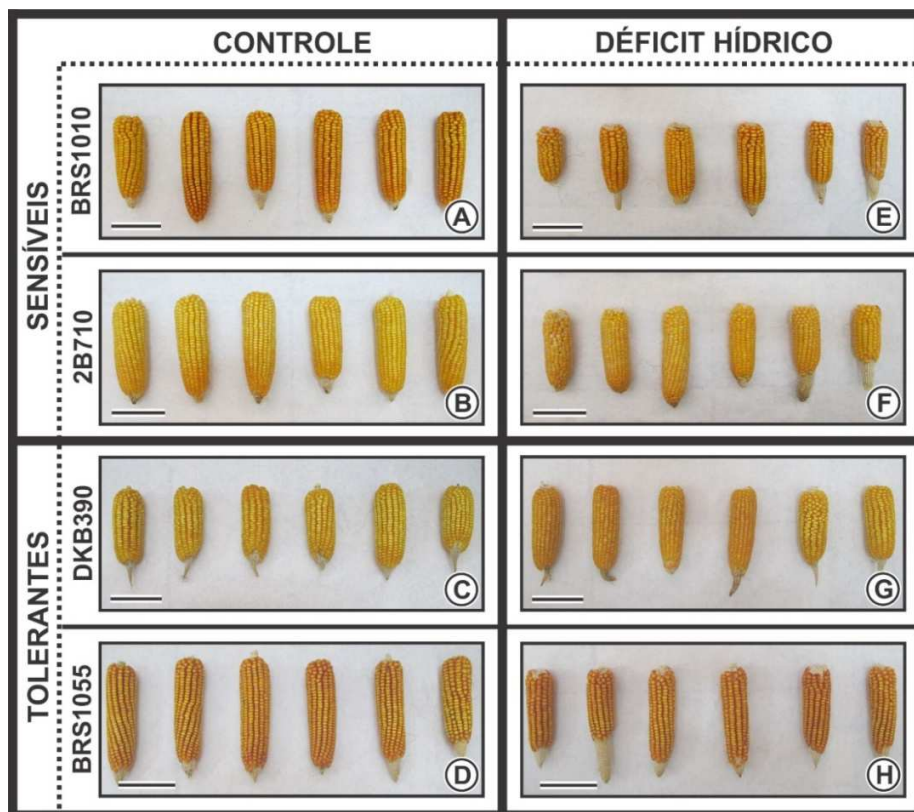 CONTROLE
DÉFICIT HÍDRICO
SENSÍVEIS
BRS1010
A
E
2B710
B
F
TOLERANTES
DKB390
C
G
BRS1055
D
H